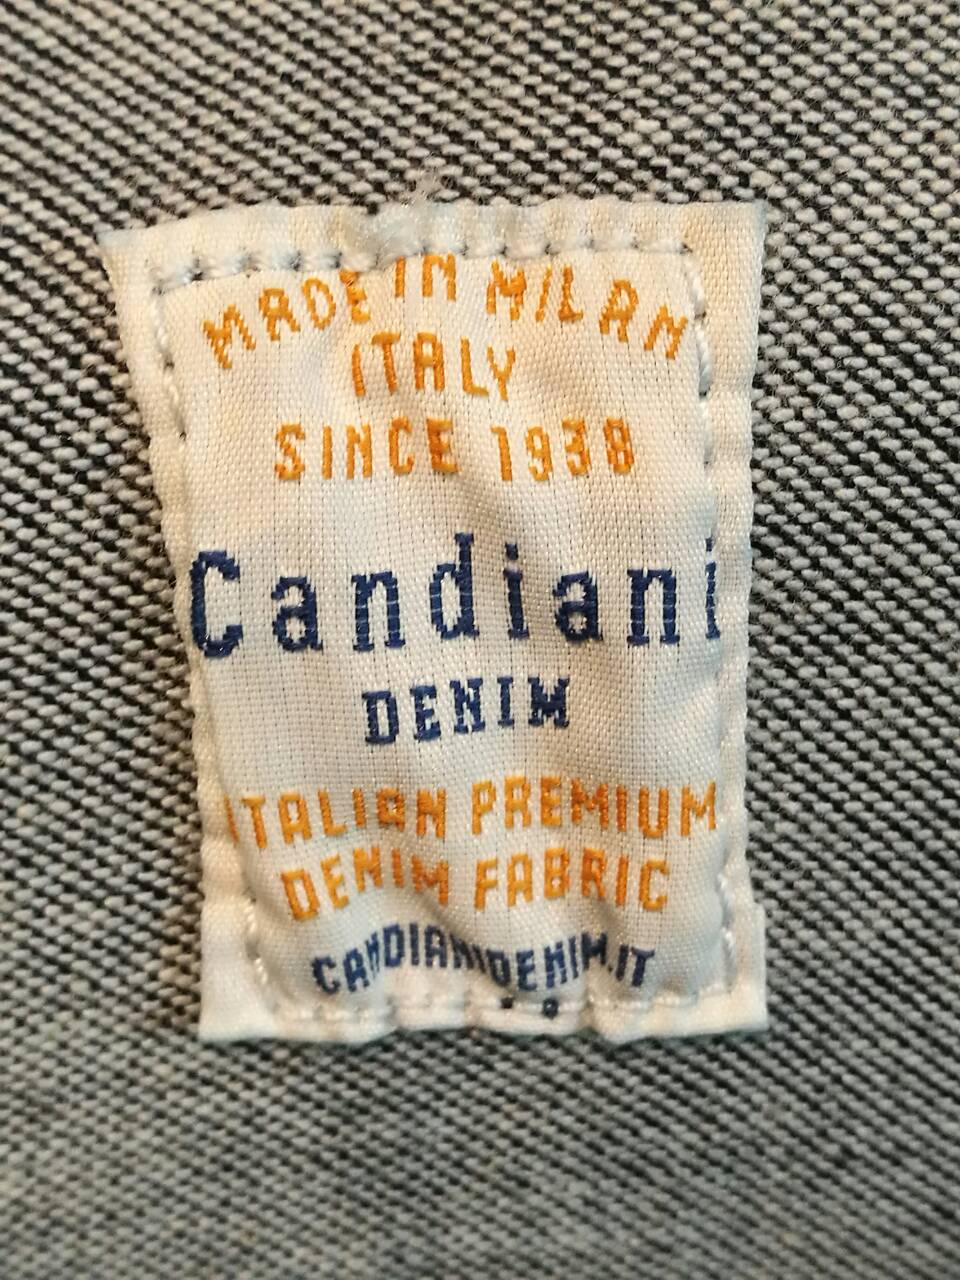 MADE IN MILAN
ITALY
SINCE 1938
Candiani
DENIM
ITALIAN PREMIUM
DENIM FABRIC
CANDIANIDENIM.IT